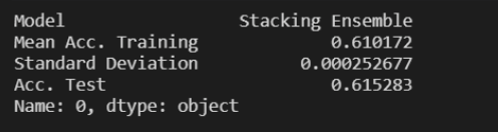 Model Stacking Ensemble
Mean Acc. Training 0.610172
Standard Deviation 0.000252677
Acc. Test 0.615283
Name: 0, dtype: object